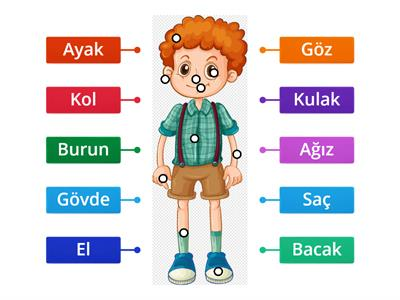 Ayak
Kol
Burun
Gövde
El
Göz
Kulak
Ağız
Saç
Bacak